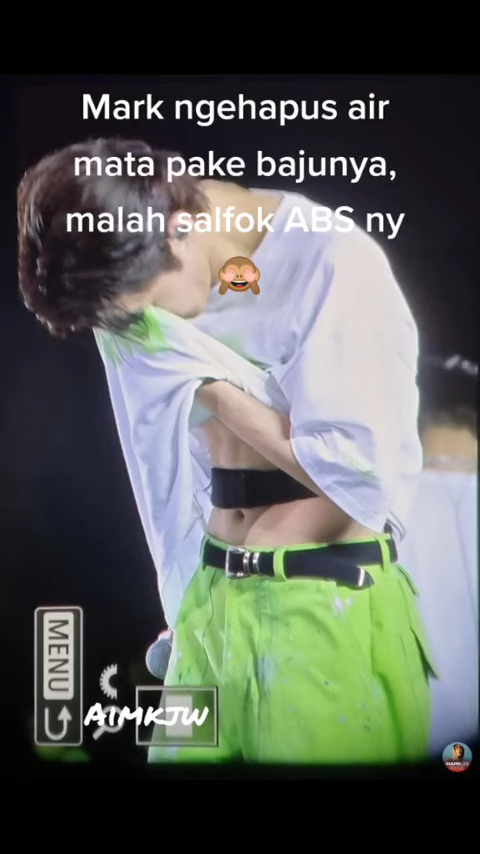 Mark ngehapus air
mata pake bajunya,
malah salfok ABS ny
MENU
AIMKJW